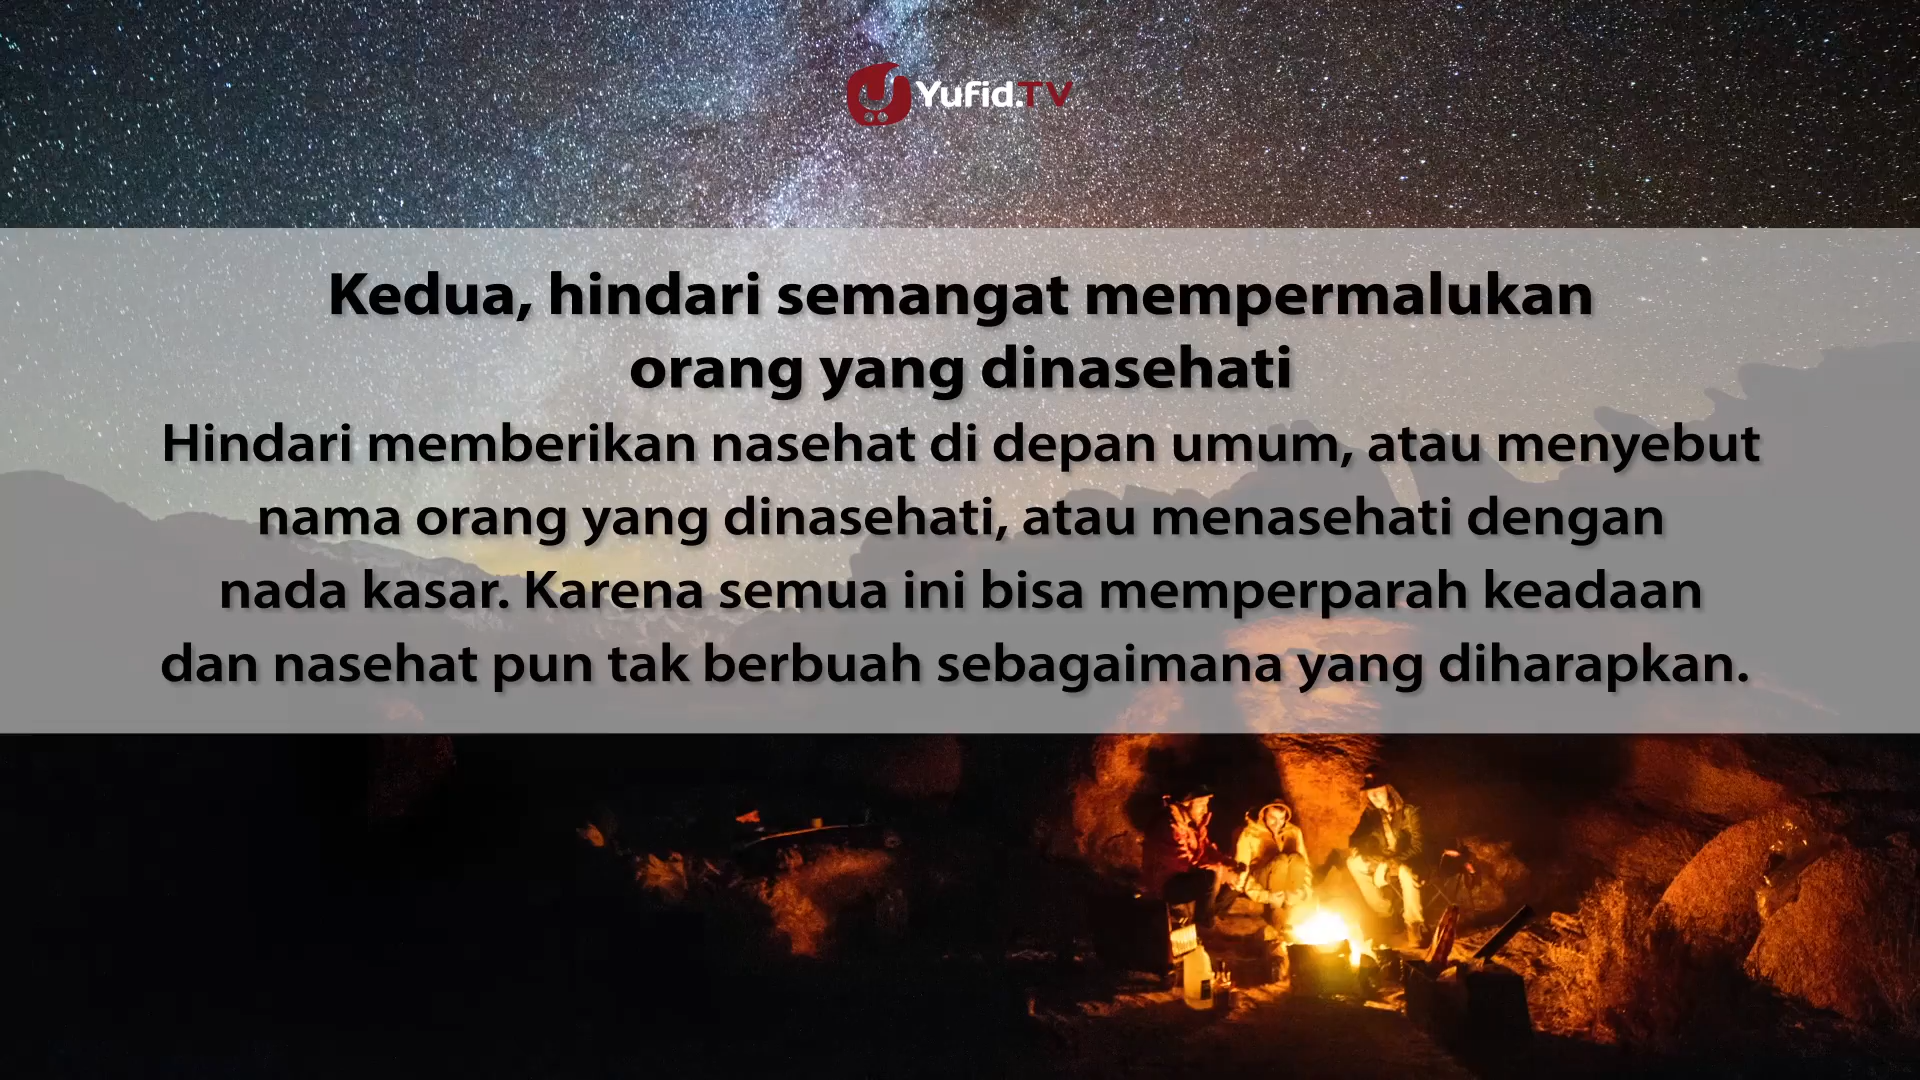 Yufid.TV
Kedua, hindari semangat mempermalukan
orang yang dinasehati
Hindari memberikan nasehat di depan umum, atau menyebut
nama orang yang dinasehati, atau menasehati dengan
nada kasar. Karena semua ini bisa memperparah keadaan
dan nasehat pun tak berbuah sebagaimana yang diharapkan.